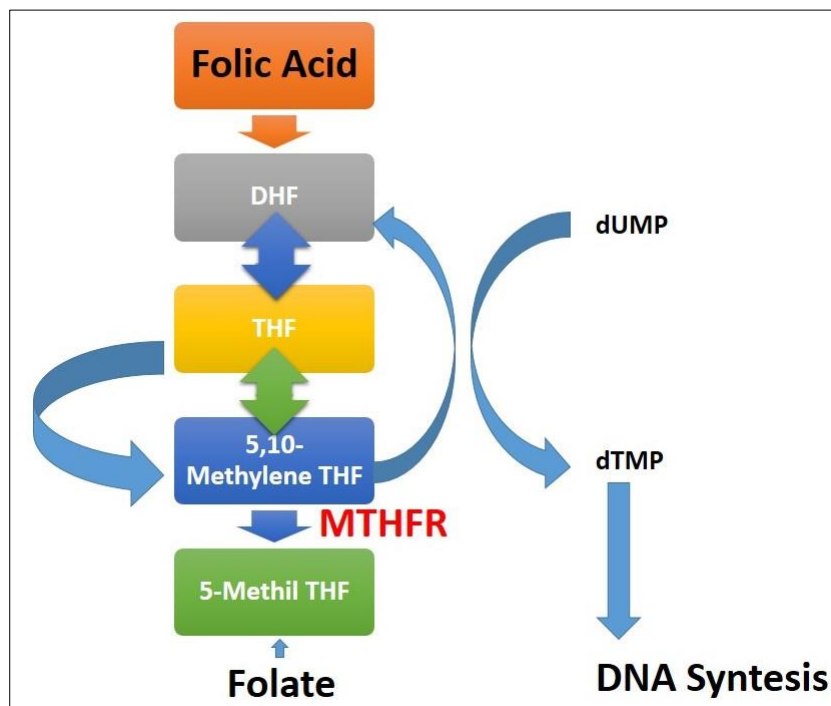 Folic Acid
DHF
dUMP
THF
5,10-
Methylene THF
dTMP
MTHFR
5-Methil THF
Folate
DNA Syntesis